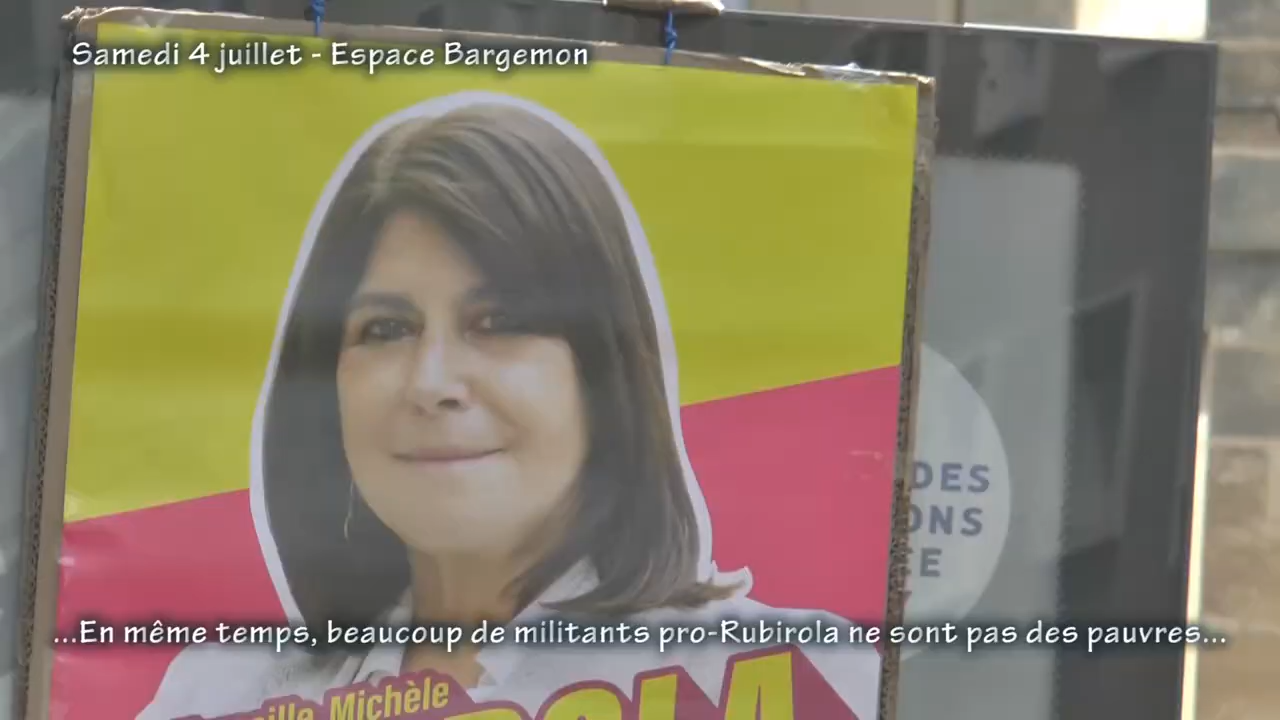 Samedi 4 juillet - Espace Bargemon
DES
ONS
CE
...En même temps, beaucoup de militants pro-Rubirola ne sont pas des pauvres...
Michèle